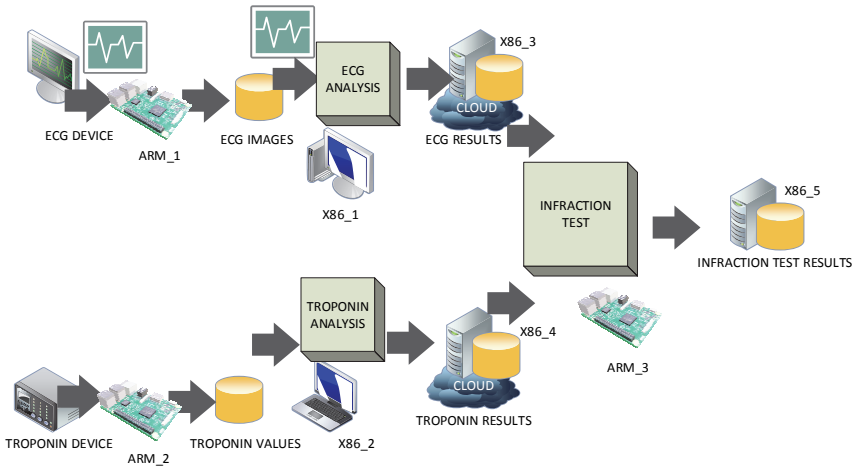 X86_3
ECG
ANALYSIS
CLOUD
ECG DEVICE
ECG IMAGES
ECG RESULTS
ARM_1
X86_1
INFRACTION
TEST
X86_5
INFRACTION TEST RESULTS
TROPONIN
ANALYSIS
X86_4
ARM_3
CLOUD
TROPONIN DEVICE
TROPONIN VALUES
X86_2
TROPONIN RESULTS
ARM_2